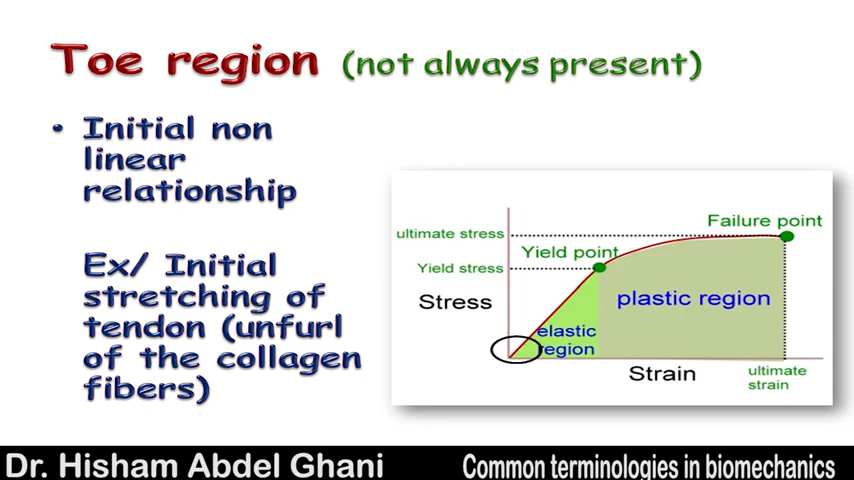 Toe region (not always present)
• Initial non
linear
relationship
Ex/ Initial
stretching of
tendon (unfurl
of the collagen
fibers)
Failure point
ultimate stress
Yield point
Yield stress
plastic region
Stress
elastic
region
Strain
ultimate
strain
Dr. Hisham Abdel Ghani
Common terminologies in biomechanics